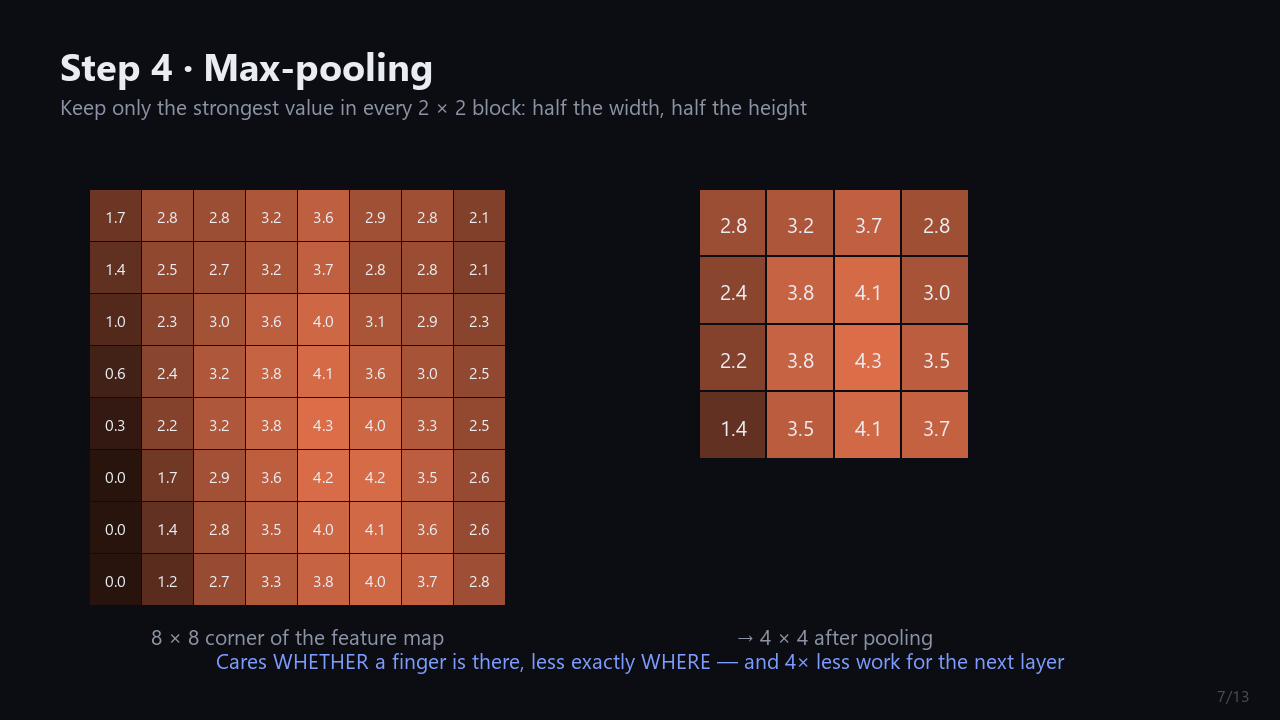 Step 4 · Max-pooling
Keep only the strongest value in every 2 × 2 block: half the width, half the height
1.7 2.8 2.8 3.2 3.6 2.9 2.8 2.1
1.4 2.5 2.7 3.2 3.7 2.8 2.8 2.1
1.0 2.3 3.0 3.6 4.0 3.1 2.9 2.3
0.6 2.4 3.2 3.8 4.1 3.6 3.0 2.5
0.3 2.2 3.2 3.8 4.3 4.0 3.3 2.5
0.0 1.7 2.9 3.6 4.2 4.2 3.5 2.6
0.0 1.4 2.8 3.5 4.0 4.1 3.6 2.6
0.0 1.2 2.7 3.3 3.8 4.0 3.7 2.8
8 × 8 corner of the feature map
2.8 3.2 3.7 2.8
2.4 3.8 4.1 3.0
2.2 3.8 4.3 3.5
1.4 3.5 4.1 3.7
→ 4 × 4 after pooling
Cares WHETHER a finger is there, less exactly WHERE — and 4× less work for the next layer
7/13